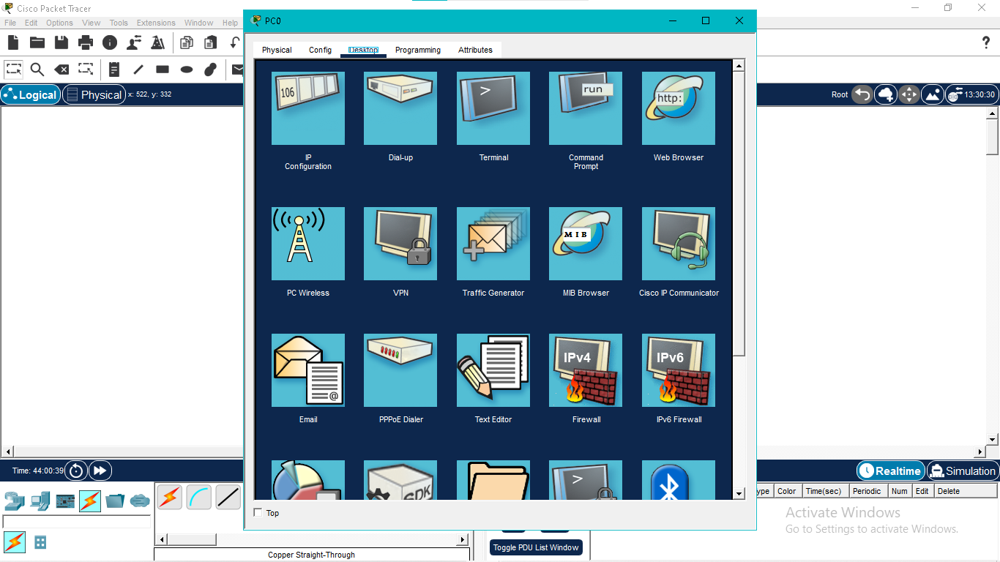 Cisco Packet Tracer
File Edit Options View Tools Extensions Window Help
PC0
Physical Config Desktop Programming Attributes
Logical Physical x: 522, y: 332
Root 13:30:30
106
>
run
http:
IP
Configuration
Dial-up
Terminal
Command
Prompt
Web Browser
MIB
PC Wireless
VPN
Traffic Generator
MIB Browser
Cisco IP Communicator
@
IPv4
IPv6
Email
PPPoE Dialer
Text Editor
Firewall
IPv6 Firewall
SDK
>
Top
Time: 44:00:39
Realtime Simulation
ype Color Time(sec) Periodic Num Edit Delete
Activate Windows
Go to Settings to activate Windows.
Toggle PDU List Window
Copper Straight-Through